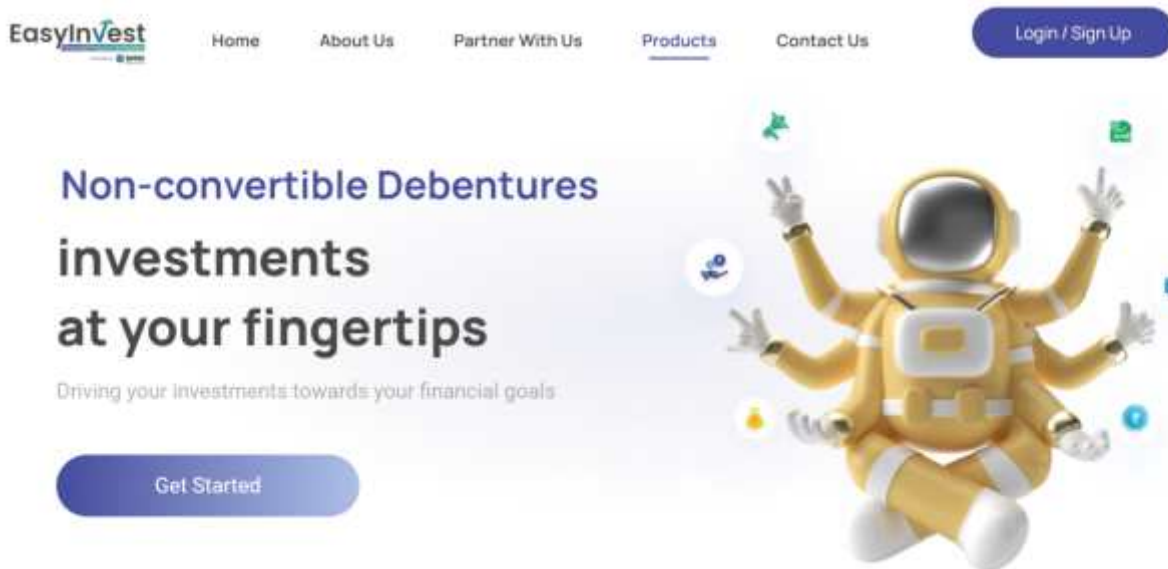 EasyInvest
Home
About Us
Partner With Us
Products
Contact Us
Login / Sign Up
Non-convertible Debentures
investments
at your fingertips
Driving your investments towards your financial goals
Get Started